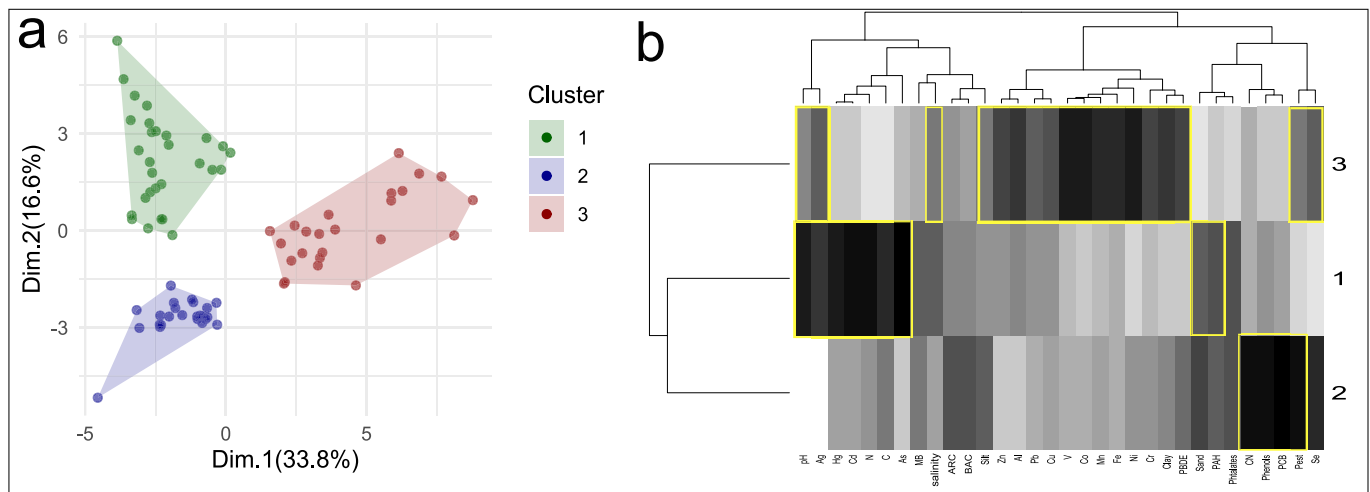 a
6
3
0
-3
-5
0
5
Dim.2(16.6%)
Dim.1(33.8%)
Cluster
1
2
3
b
3
1
2
pH Ag Hg Cd N C As MB salinity ARC BAC Silt Zn Al Pb Cu V Co Mn Fe Ni Cr Clay PBDE Sand PAH Phtalates CN Phenols PCB Pest Se